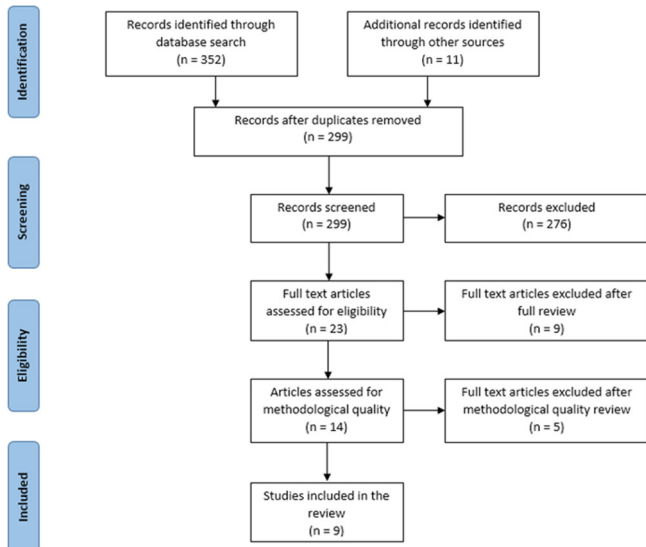 Identification
Records identified through
database search
(n = 352)
Additional records identified
through other sources
(n = 11)
Records after duplicates removed
(n = 299)
Screening
Records screened
(n = 299)
Records excluded
(n = 276)
Eligibility
Full text articles
assessed for eligibility
(n = 23)
Full text articles excluded after
full review
(n = 9)
Articles assessed for
methodological quality
(n = 14)
Full text articles excluded after
methodological quality review
(n = 5)
Included
Studies included in the
review
(n = 9)